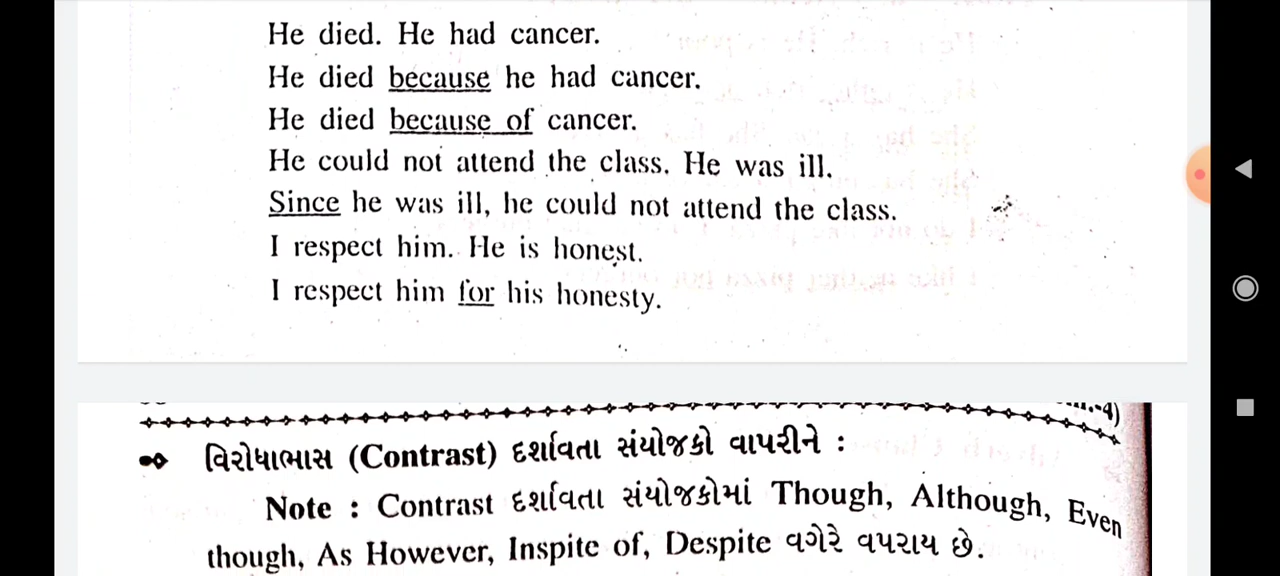 He died. He had cancer.
He died because he had cancer.
He died because of cancer.
He could not attend the class. He was ill.
Since he was ill, he could not attend the class.
I respect him. He is honest.
I respect him for his honesty.
-4)
વિરોધાભાસ (Contrast) દર્શાવતા સંયોજકો વાપરીને :
Note : Contrast દર્શાવતા સંયોજકોમાં Though, Although, Even
though, As However, Inspite of, Despite વગેરે વપરાય છે.